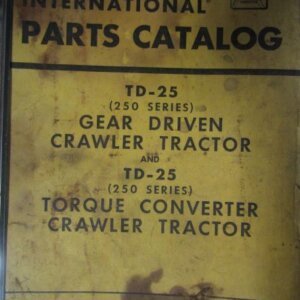 INTERNATIONAL
PARTS CATALOG
TD-25
(250 SERIES)
GEAR DRIVEN
CRAWLER TRACTOR
AND
TD-25
(250 SERIES)
TORQUE CONVERTER
CRAWLER TRACTOR